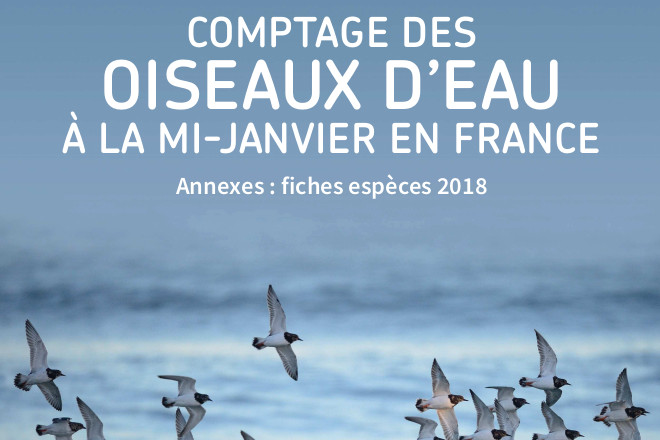 COMPTAGE DES
OISEAUX D’EAU
À LA MI-JANVIER EN FRANCE
Annexes : fiches espèces 2018